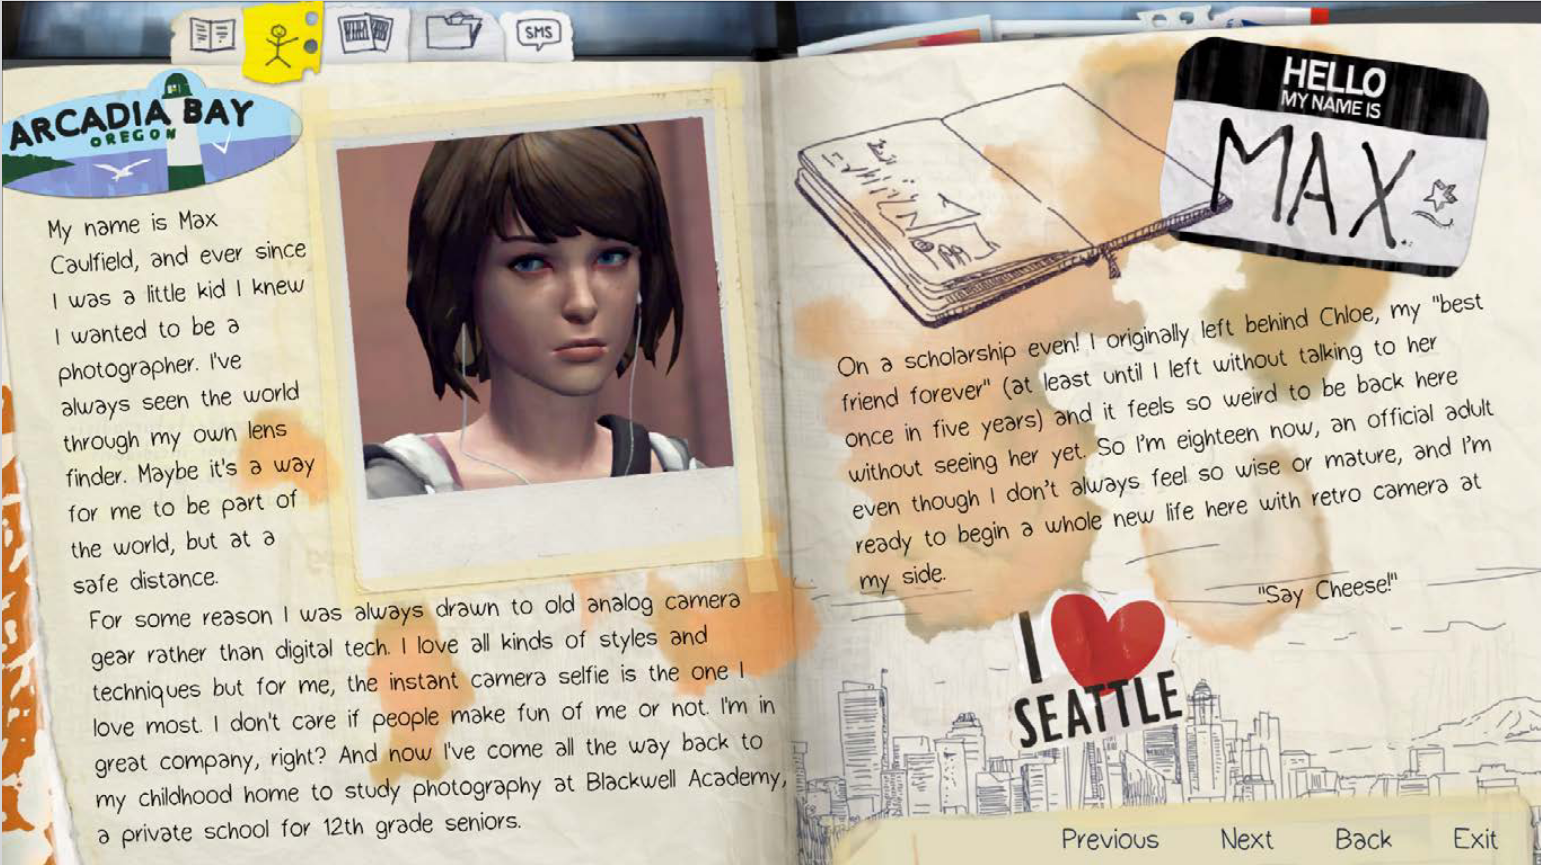 SMS
ARCADIA BAY
OREGON
My name is Max
Caulfield, and ever since
I was a little kid I knew
I wanted to be a
photographer. I've
always seen the world
through my own lens
finder. Maybe it's a way
for me to be part of
the world, but at a
safe distance.
For some reason I was always drawn to old analog camera
gear rather than digital tech. I love all kinds of styles and
techniques but for me, the instant camera selfie is the one I
love most. I don't care if people make fun of me or not. I'm in
great company, right? And now I've come all the way back to
my childhood home to study photography at Blackwell Academy,
a private school for 12th grade seniors.
HELLO
MY NAME IS
MAX.
On a scholarship even! I originally left behind Chloe, my "best
friend forever" (at least until I left without talking to her
once in five years) and it feels so weird to be back here
without seeing her yet. So I'm eighteen now, an official adult
even though I don't always feel so wise or mature, and I'm
ready to begin a whole new life here with retro camera at
my side.
"Say Cheese!"
I
SEATTLE
Previous Next Back Exit